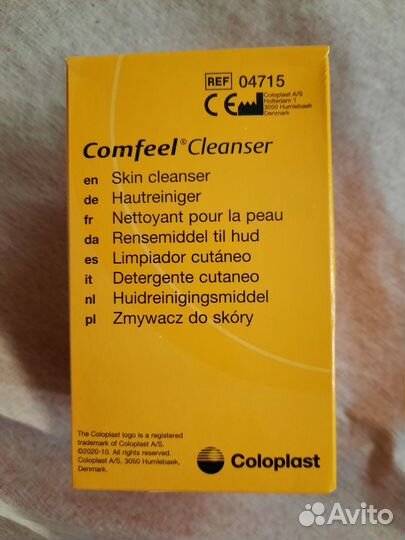 REF 04715
CE
Coloplast A/S
Holtedam 1
3050 Humlebaek
Denmark
Comfeel® Cleanser
en Skin cleanser
de Hautreiniger
fr Nettoyant pour la peau
da Rensemiddel til hud
es Limpiador cutáneo
it Detergente cutaneo
nl Huidreinigingsmiddel
pl Zmywacz do skóry
The Coloplast logo is a registered
trademark of Coloplast A/S.
©2020-10. All rights reserved.
Coloplast A/S, 3050 Humlebaek,
Denmark.
Coloplast
Avito